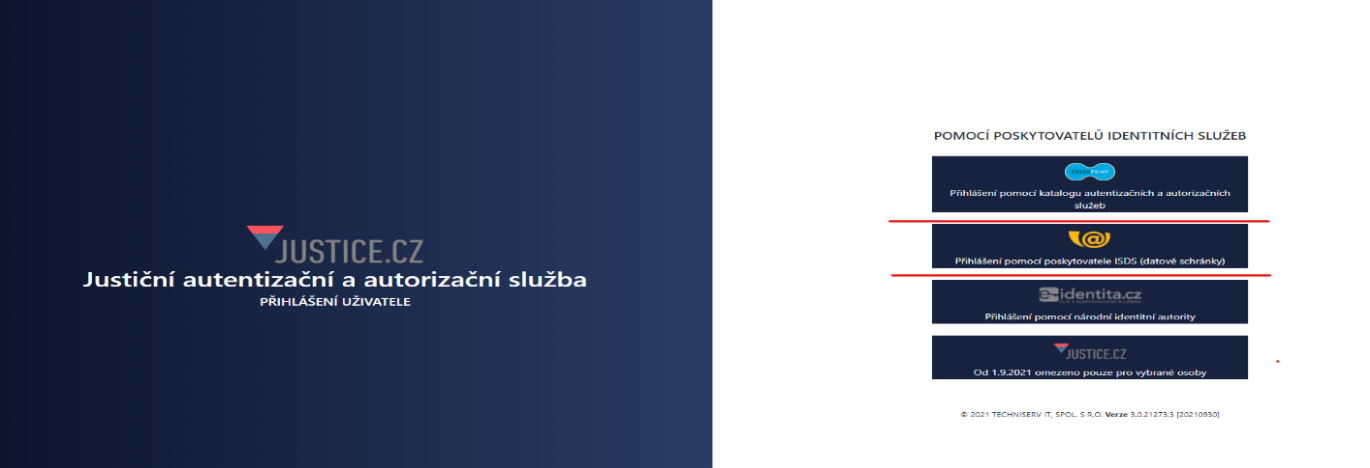 JUSTICE.CZ
Justiční autentizační a autorizační služba
PŘIHLÁŠENÍ UŽIVATELE
POMOCÍ POSKYTOVATELŮ IDENTITNÍCH SLUŽEB
CZECH POINT
Přihlášení pomocí katalogu autentizačních a autorizačních
služeb
Přihlášení pomocí poskytovatele ISDS (datové schránky)
e-identita.cz
Přihlášení pomocí národní identitní autority
JUSTICE.CZ
Od 1.9.2021 omezeno pouze pro vybrané osoby
© 2021 TECHNISERV IT, SPOL. S R.O. Verze 3.0.21273.3 [20210930]